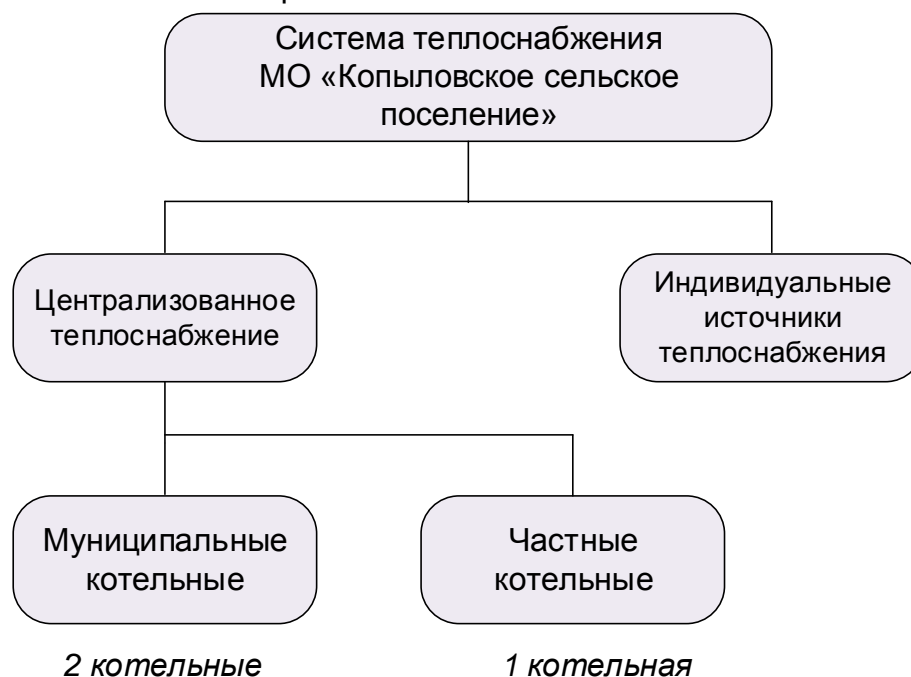 Система теплоснабжения
МО «Копыловское сельское
поселение»
Централизованное
теплоснабжение
Индивидуальные
источники
теплоснабжения
Муниципальные
котельные
Частные
котельные
2 котельные
1 котельная